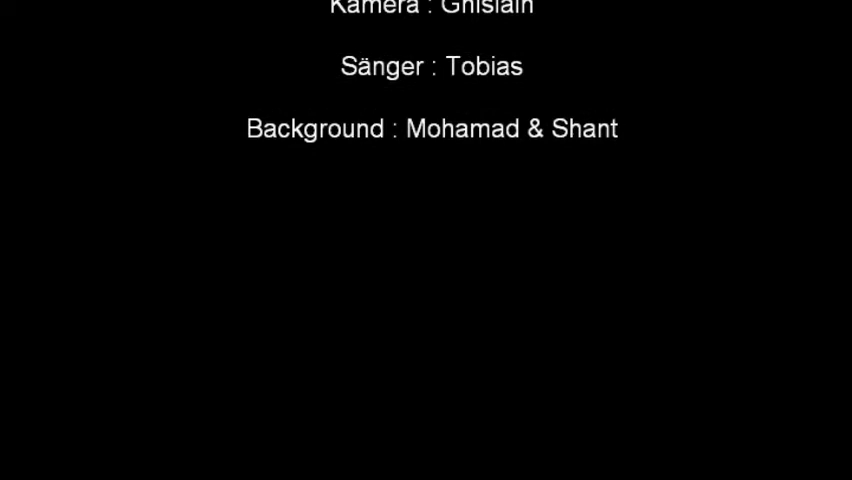 Kamera : Ghislain
Sänger : Tobias
Background : Mohamad & Shant